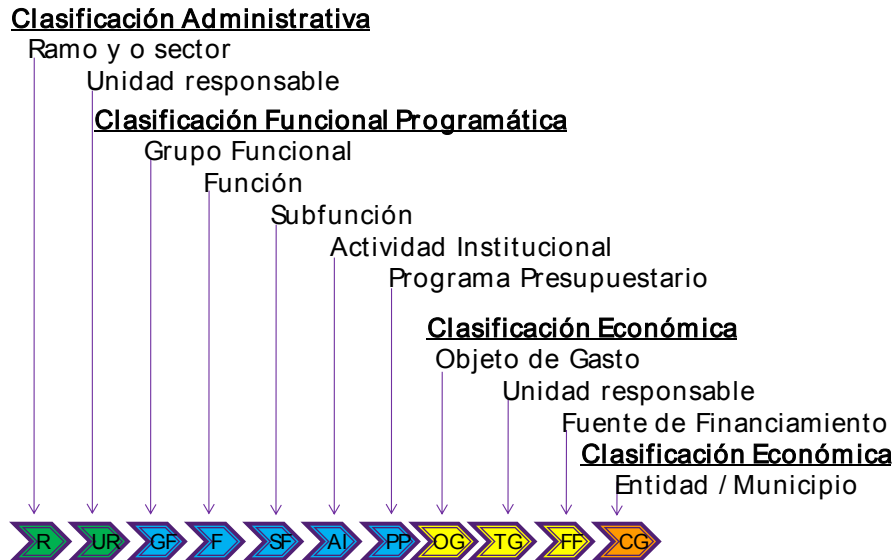 Clasificación Administrativa
Ramo y o sector
Unidad responsable
Clasificación Funcional Programática
Grupo Funcional
Función
Subfunción
Actividad Institucional
Programa Presupuestario
Clasificación Económica
Objeto de Gasto
Unidad responsable
Fuente de Financiamiento
Clasificación Económica
Entidad / Municipio
R UR GF F SF AI PP OG TG FF CG